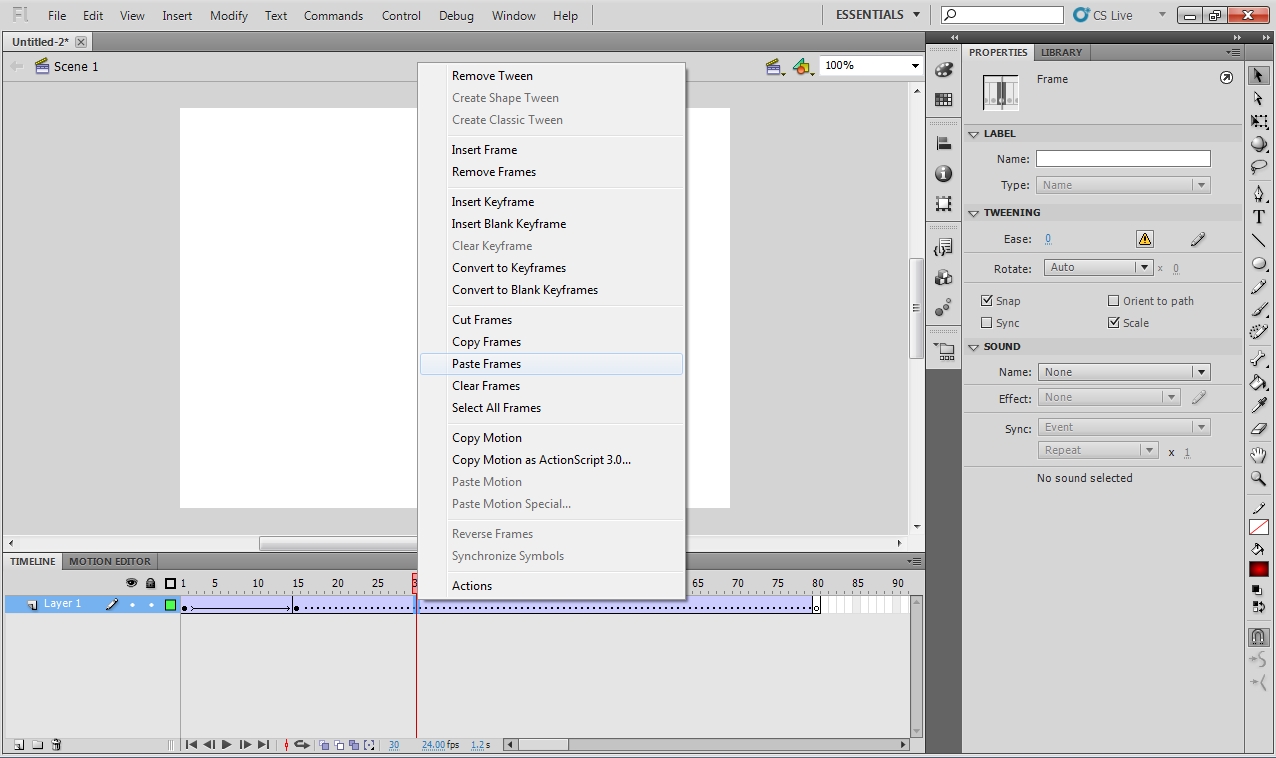 Fl File Edit View Insert Modify Text Commands Control Debug Window Help ESSENTIALS CS Live
Untitled-2*
Scene 1
100%
Remove Tween
Create Shape Tween
Create Classic Tween
Insert Frame
Remove Frames
Insert Keyframe
Insert Blank Keyframe
Clear Keyframe
Convert to Keyframes
Convert to Blank Keyframes
Cut Frames
Copy Frames
Paste Frames
Clear Frames
Select All Frames
Copy Motion
Copy Motion as ActionScript 3.0...
Paste Motion
Paste Motion Special...
Reverse Frames
Synchronize Symbols
Actions
PROPERTIES LIBRARY
Frame
LABEL
Name:
Type: Name
TWEENING
Ease: 0
Rotate: Auto x 0
Snap Orient to path
Sync Scale
SOUND
Name: None
Effect: None
Sync: Event
Repeat x 1
No sound selected
TIMELINE MOTION EDITOR
1 5 10 15 20 25 65 70 75 80 85 90
Layer 1
30 24.00 fps 1.2 s